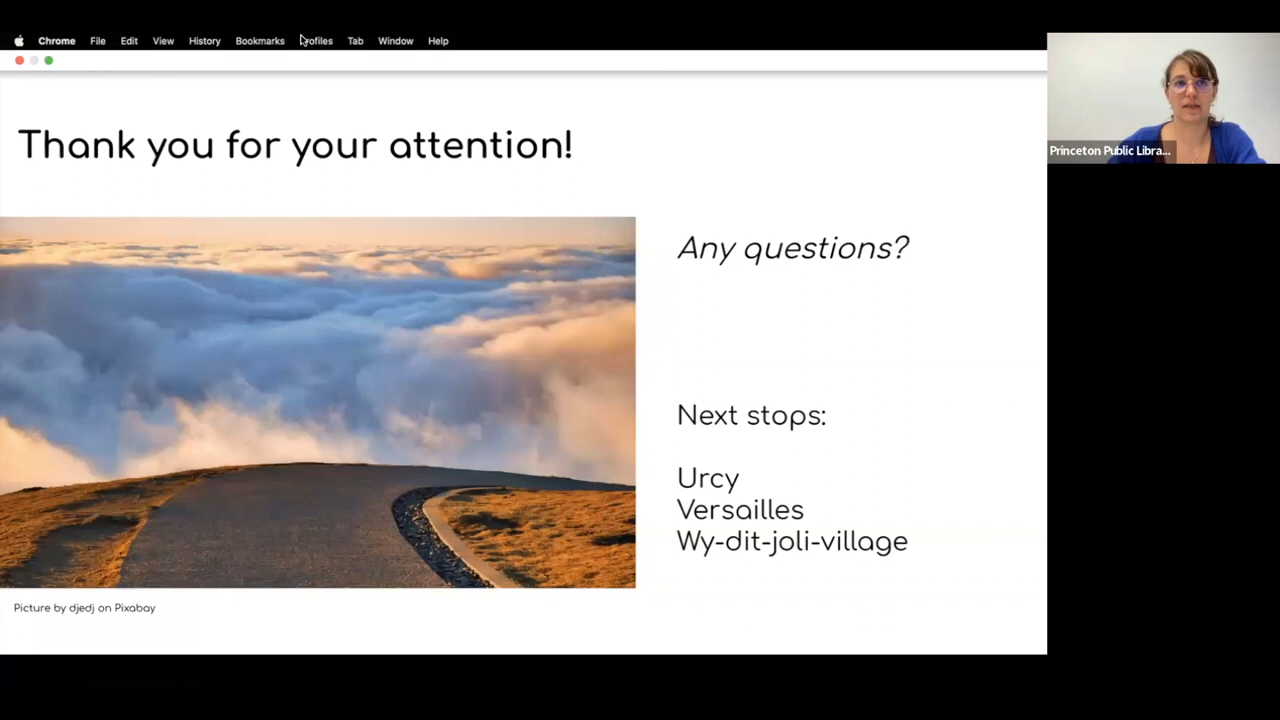 Chrome File Edit View History Bookmarks Profiles Tab Window Help
Princeton Public Libra...
Thank you for your attention!
Any questions?
Next stops:
Urcy
Versailles
Wy-dit-joli-village
Picture by djedj on Pixabay